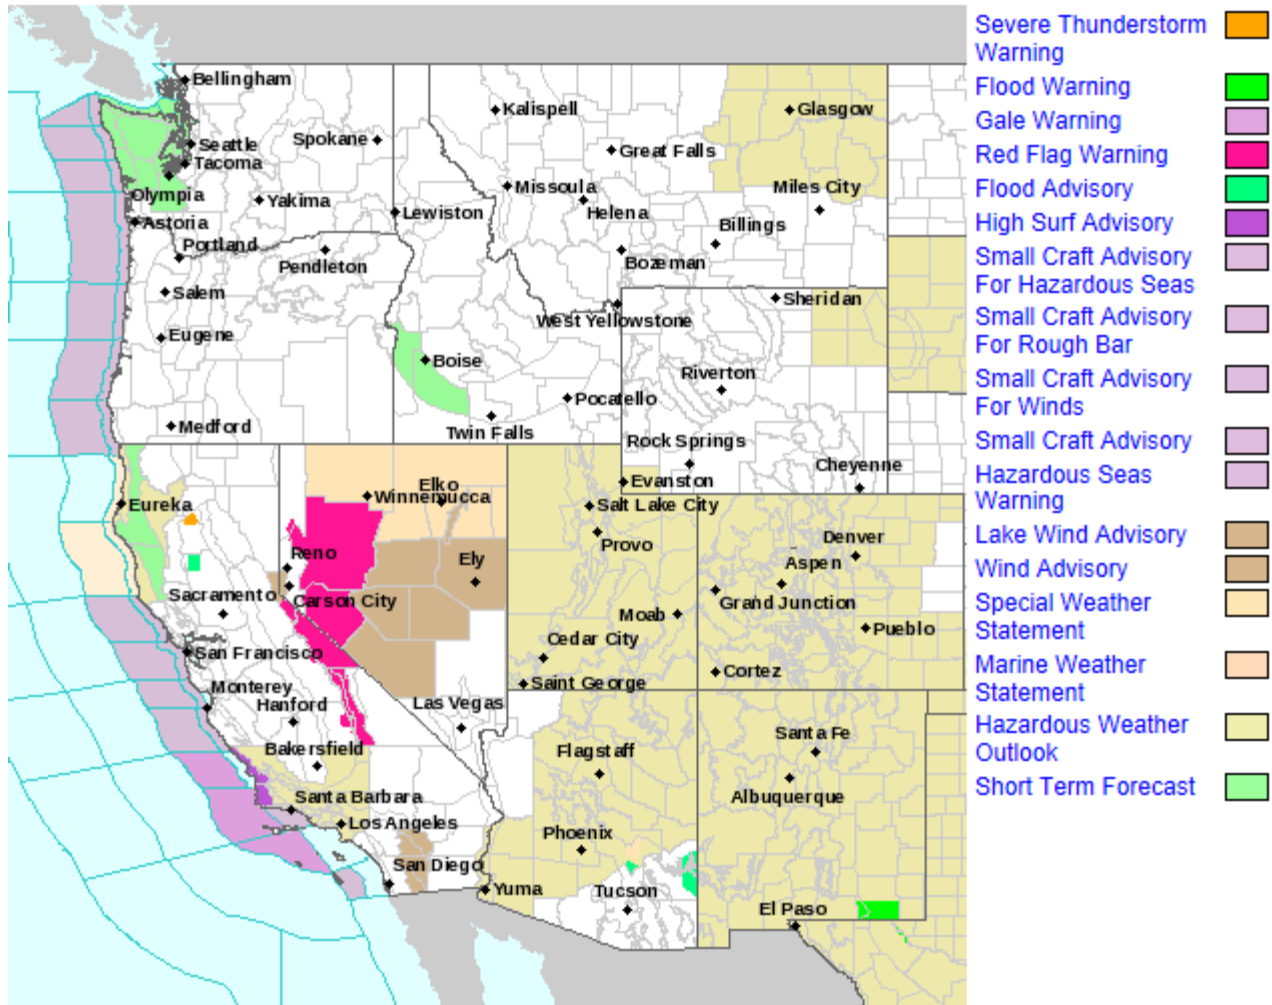 Bellingham
Seattle
Spokane
Tacoma
Olympia
Yakima
Astoria
Portland
Lewiston
Pendleton
Salem
Eugene
Medford
Kalispell
Glasgow
Great Falls
Missoula
Miles City
Helena
Billings
Bozeman
Sheridan
West Yellowstone
Boise
Riverton
Pocatello
Twin Falls
Rock Springs
Cheyenne
Evanston
Eureka
Elko
Winnemucca
Salt Lake City
Reno
Provo
Denver
Ely
Aspen
Sacramento
Carson City
Grand Junction
Moab
Pueblo
San Francisco
Cedar City
Cortez
Saint George
Monterey
Hanford
Las Vegas
Bakersfield
Flagstaff
Santa Fe
Santa Barbara
Albuquerque
Los Angeles
Phoenix
San Diego
Yuma
Tucson
El Paso
Severe Thunderstorm
Warning
Flood Warning
Gale Warning
Red Flag Warning
Flood Advisory
High Surf Advisory
Small Craft Advisory
For Hazardous Seas
Small Craft Advisory
For Rough Bar
Small Craft Advisory
For Winds
Small Craft Advisory
Hazardous Seas
Warning
Lake Wind Advisory
Wind Advisory
Special Weather
Statement
Marine Weather
Statement
Hazardous Weather
Outlook
Short Term Forecast